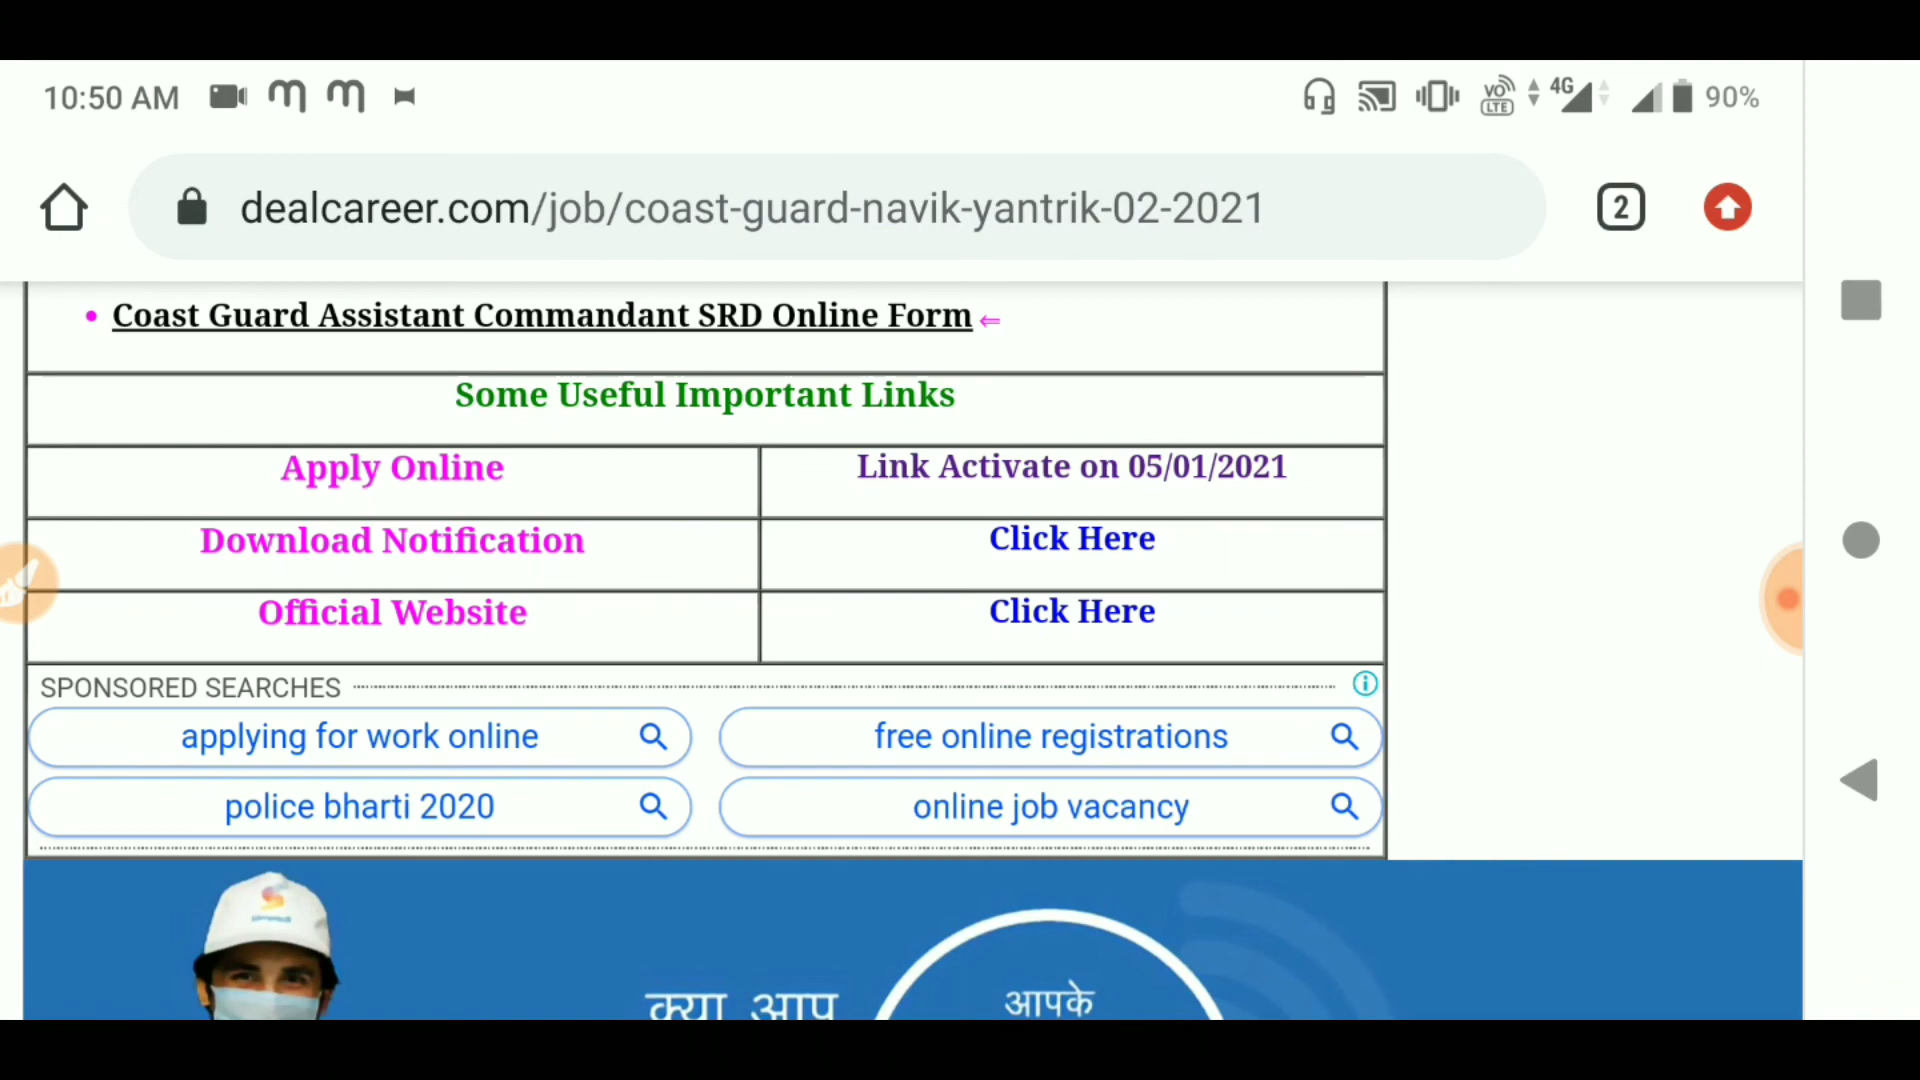 10:50 AM
VO LTE 4G 90%
dealcareer.com/job/coast-guard-navik-yantrik-02-2021
2
• Coast Guard Assistant Commandant SRD Online Form ⇐
Some Useful Important Links
Apply Online Link Activate on 05/01/2021
Download Notification Click Here
Official Website Click Here
SPONSORED SEARCHES
applying for work online free online registrations
police bharti 2020 online job vacancy
क्या आप आपके